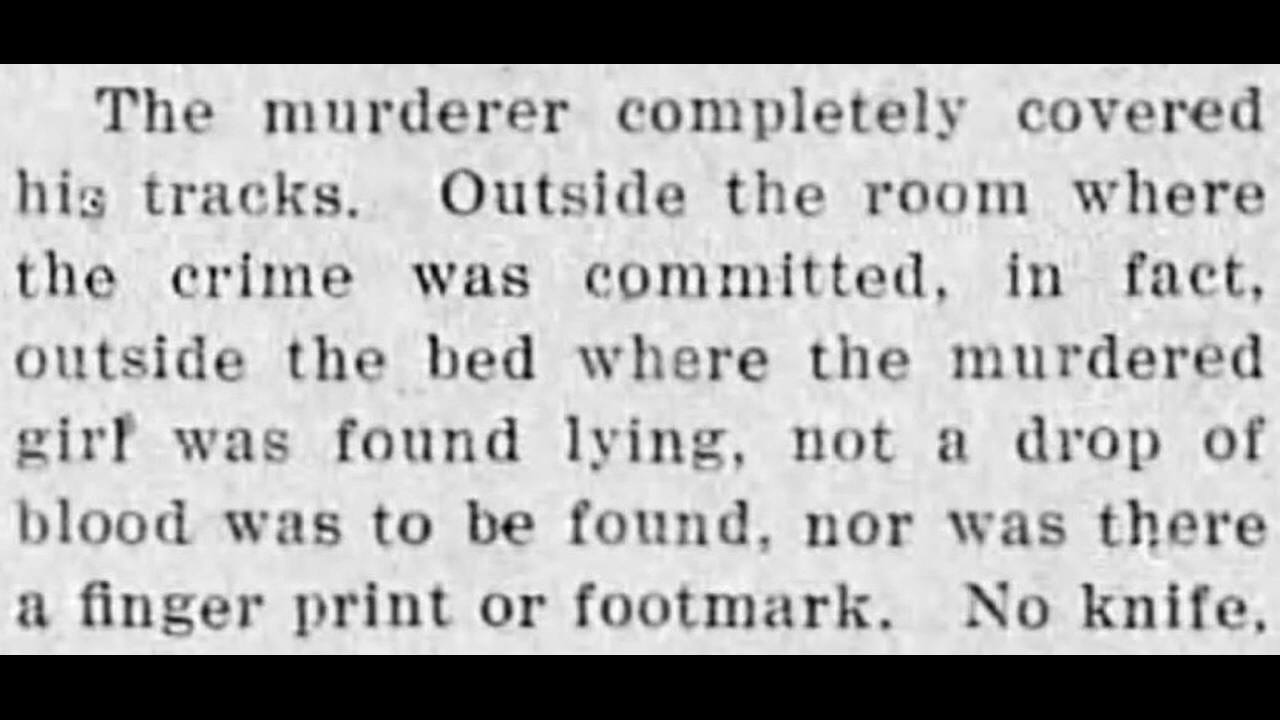 The murderer completely covered
his tracks. Outside the room where
the crime was committed, in fact,
outside the bed where the murdered
girl was found lying, not a drop of
blood was to be found, nor was there
a finger print or footmark. No knife,